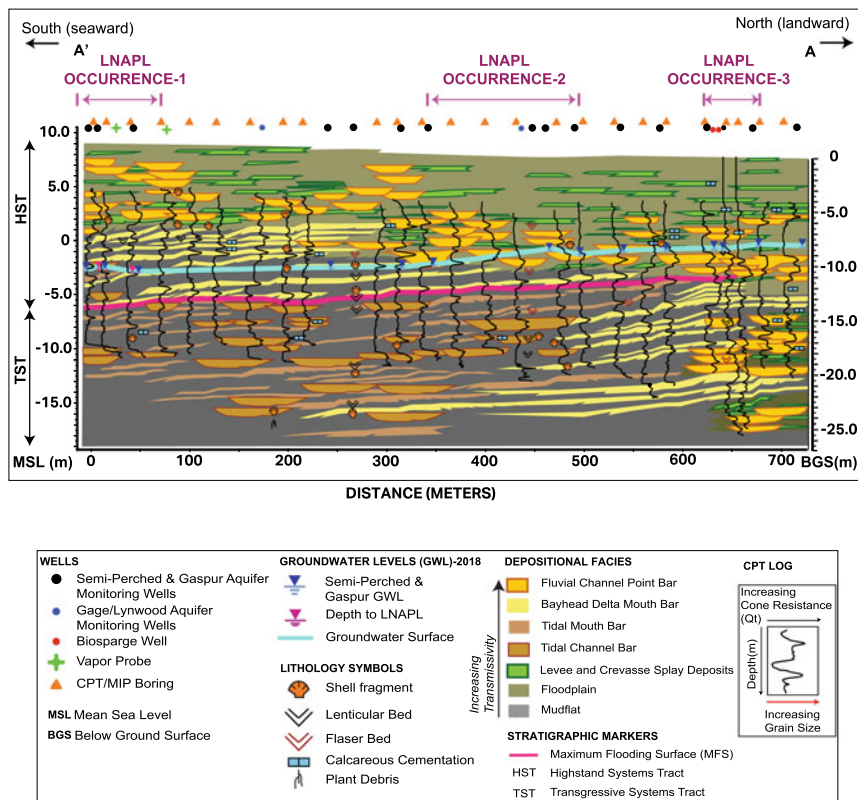 South (seaward)
North (landward)
A'
A
LNAPL
OCCURRENCE-1
LNAPL
OCCURRENCE-2
LNAPL
OCCURRENCE-3
10.0
5.0
0
-5.0
-10.0
-15.0
HST
TST
0
-5.0
-10.0
-15.0
-20.0
-25.0
MSL (m)
0
100
200
300
400
500
600
700
BGS(m)
DISTANCE (METERS)
WELLS
Semi-Perched & Gaspur Aquifer
Monitoring Wells
Gage/Lynwood Aquifer
Monitoring Wells
Biosparge Well
Vapor Probe
CPT/MIP Boring
MSL Mean Sea Level
BGS Below Ground Surface
GROUNDWATER LEVELS (GWL)-2018
Semi-Perched &
Gaspur GWL
Depth to LNAPL
Groundwater Surface
LITHOLOGY SYMBOLS
Shell fragment
Lenticular Bed
Flaser Bed
Calcareous Cementation
Plant Debris
DEPOSITIONAL FACIES
Increasing
Transmissivity
Fluvial Channel Point Bar
Bayhead Delta Mouth Bar
Tidal Mouth Bar
Tidal Channel Bar
Levee and Crevasse Splay Deposits
Floodplain
Mudflat
STRATIGRAPHIC MARKERS
Maximum Flooding Surface (MFS)
HST Highstand Systems Tract
TST Transgressive Systems Tract
CPT LOG
Increasing
Cone Resistance
(Qt)
Depth(m)
Increasing
Grain Size